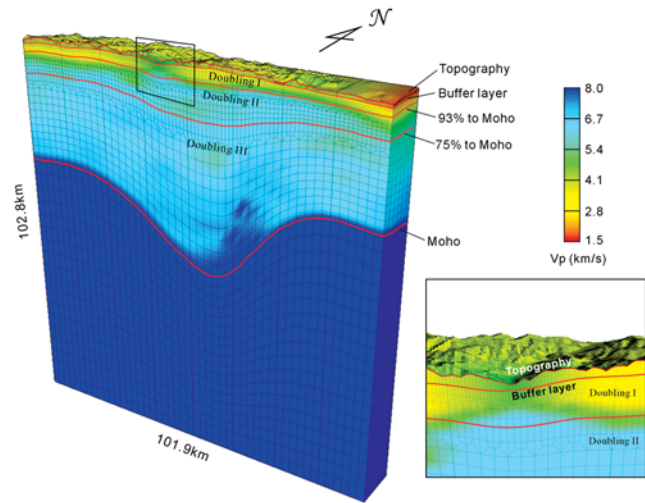 N
Topography
Buffer layer
93% to Moho
75% to Moho
Moho
Doubling I
Doubling II
Doubling III
102.8km
101.9km
8.0
6.7
5.4
4.1
2.8
1.5
Vp (km/s)
Topography
Buffer layer
Doubling I
Doubling II